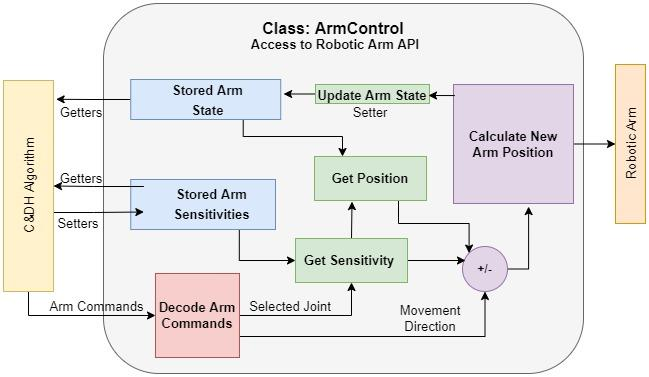 Class: ArmControl
Access to Robotic Arm API
Stored Arm
State
Update Arm State
Setter
Getters
Calculate New
Arm Position
Robotic Arm
C&DH Algorithm
Get Position
Getters
Stored Arm
Sensitivities
Setters
Get Sensitivity
+/-
Arm Commands
Decode Arm
Commands
Selected Joint
Movement
Direction